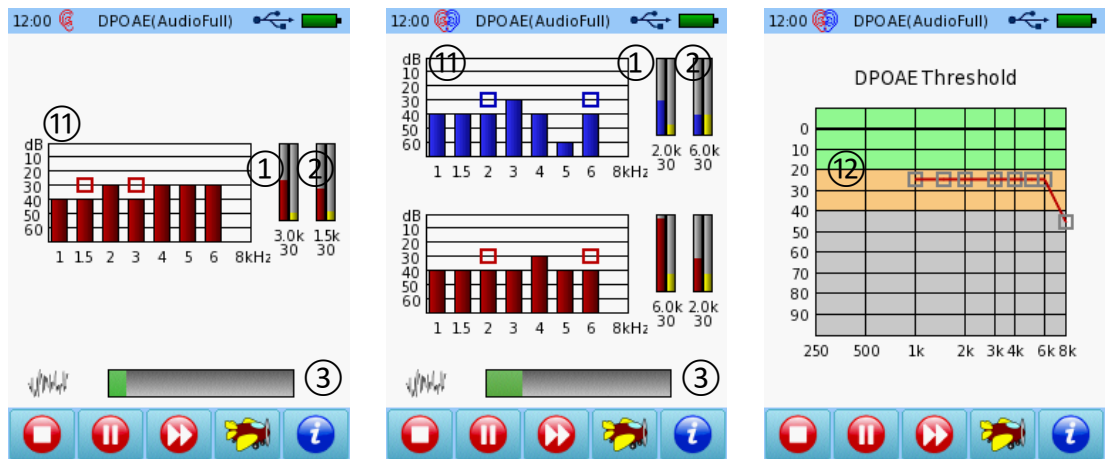 12:00 DPOAE(AudioFull)
⑪
dB
10
20
30
40
50
60
1 1.5 2 3 4 5 6 8kHz
① ②
3.0k 1.5k
30 30
③
i
12:00 DPOAE(AudioFull)
⑪
dB
10
20
30
40
50
60
1 1.5 2 3 4 5 6 8kHz
① ②
2.0k 6.0k
30 30
dB
10
20
30
40
50
60
1 1.5 2 3 4 5 6 8kHz
6.0k 2.0k
30 30
③
i
12:00 DPOAE(AudioFull)
DPOAE Threshold
0
10
20
⑫
30
40
50
60
70
80
90
250 500 1k 2k 3k 4k 6k 8k
i